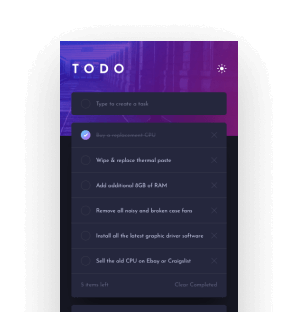 TODO
Type to create a task
Buy a replacement CPU
Wipe & replace thermal paste
Add additional 8GB of RAM
Remove all noisy and broken case fans
Install all the latest graphic driver software
Sell the old CPU on Ebay or Craigslist
5 items left
Clear Completed